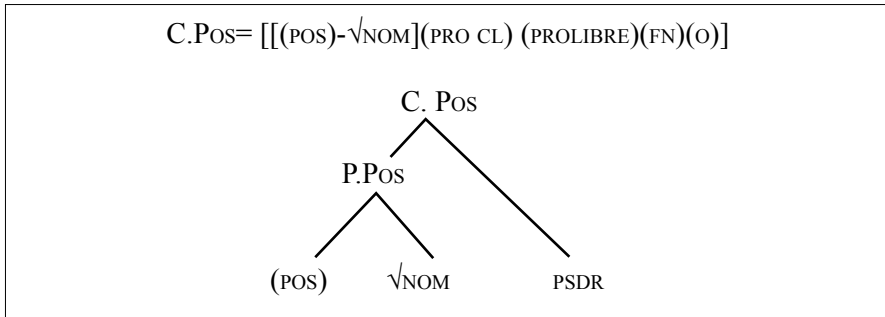 C.POS= [[(POS)-√NOM](PRO CL) (PROLIBRE)(FN)(O)]
C. POS
P.POS
(POS) √NOM PSDR